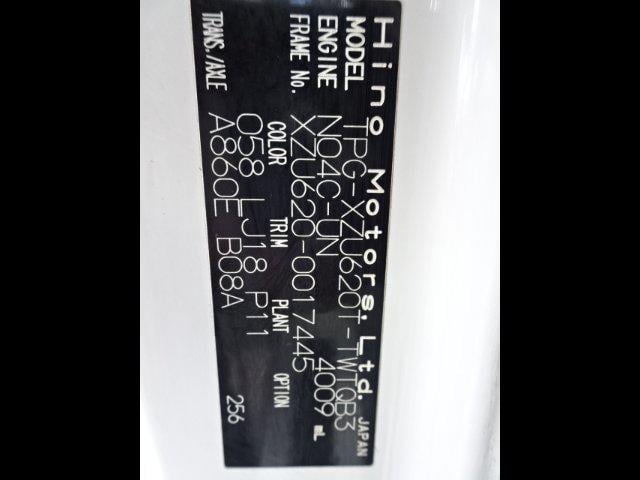 Hino Motors, Ltd. JAPAN
MODEL TPG-XZU620T-TWTQB3
ENGINE N04C-UN 4009 mL
FRAME No. XZU620-0017445
COLOR TRIM PLANT OPTION
058 LJ18 P11
TRANS./AXLE A860E B08A 256